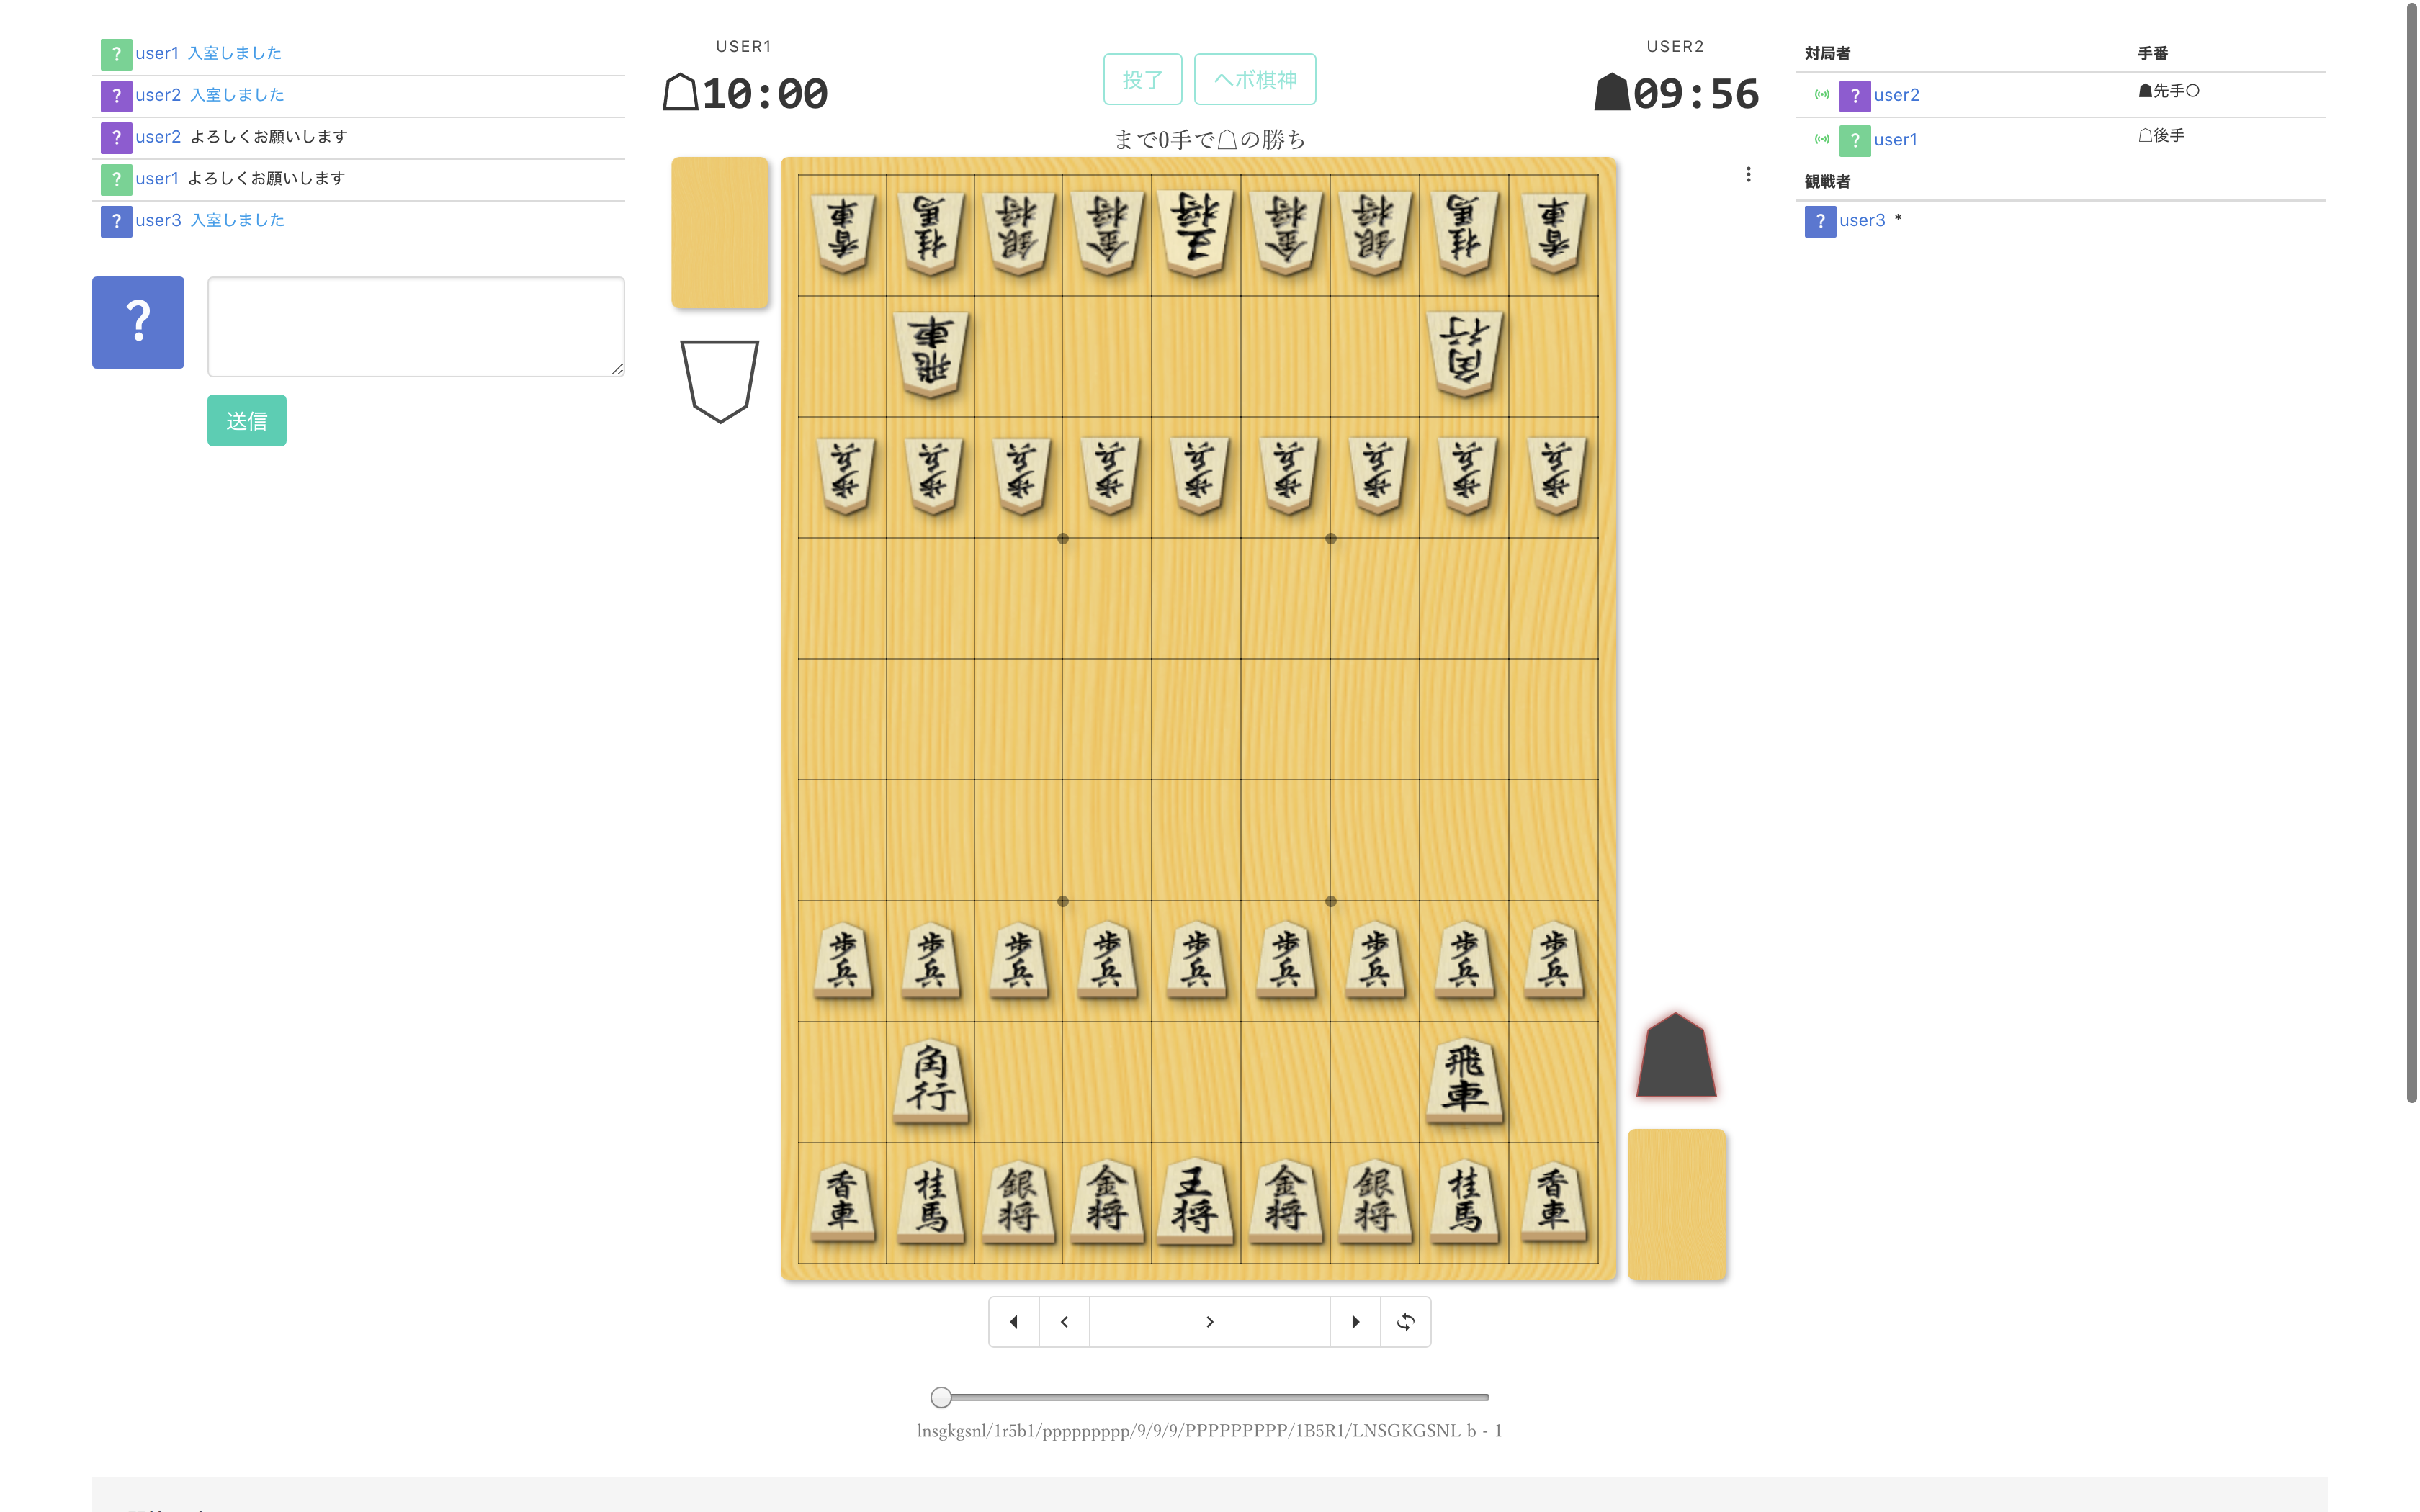 ? user1 入室しました
? user2 入室しました
? user2 よろしくお願いします
? user1 よろしくお願いします
? user3 入室しました
?
送信
USER1
☖10:00
投了 ヘボ棋神
まで0手で☖の勝ち
USER2
☗09:56
対局者 手番
? user2 ☗先手○
? user1 ☖後手
観戦者
? user3 *
香車 桂馬 銀将 金将 王将 金将 銀将 桂馬 香車
飛車 角行
歩兵 歩兵 歩兵 歩兵 歩兵 歩兵 歩兵 歩兵 歩兵
歩兵 歩兵 歩兵 歩兵 歩兵 歩兵 歩兵 歩兵 歩兵
角行 飛車
香車 桂馬 銀将 金将 王将 金将 銀将 桂馬 香車
lnsgkgsnl/1r5b1/ppppppppp/9/9/9/PPPPPPPPP/1B5R1/LNSGKGSNL b - 1